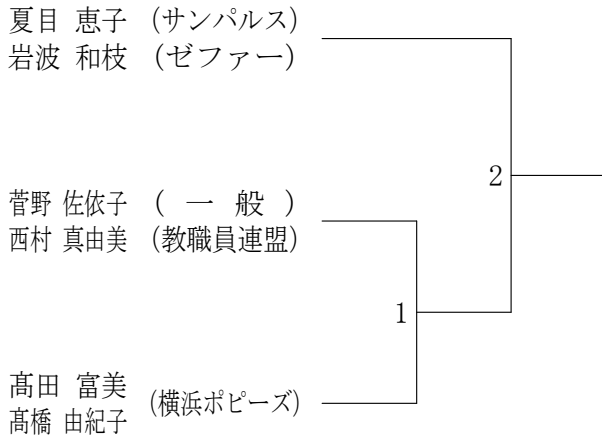 夏目 恵子 (サンパルス)
岩波 和枝 (ゼファー)
2
菅野 佐依子 ( 一 般 )
西村 真由美 (教職員連盟)
1
髙田 富美 (横浜ポピーズ)
髙橋 由紀子